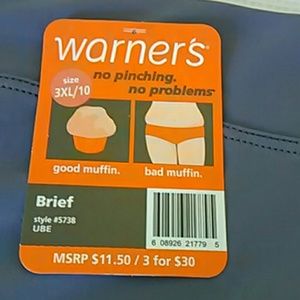 warner's®
size
3XL/10
no pinching.
no problems
good muffin.
bad muffin.
Brief
style #5738
UBE
6 08926 21779 5
MSRP $11.50 / 3 for $30